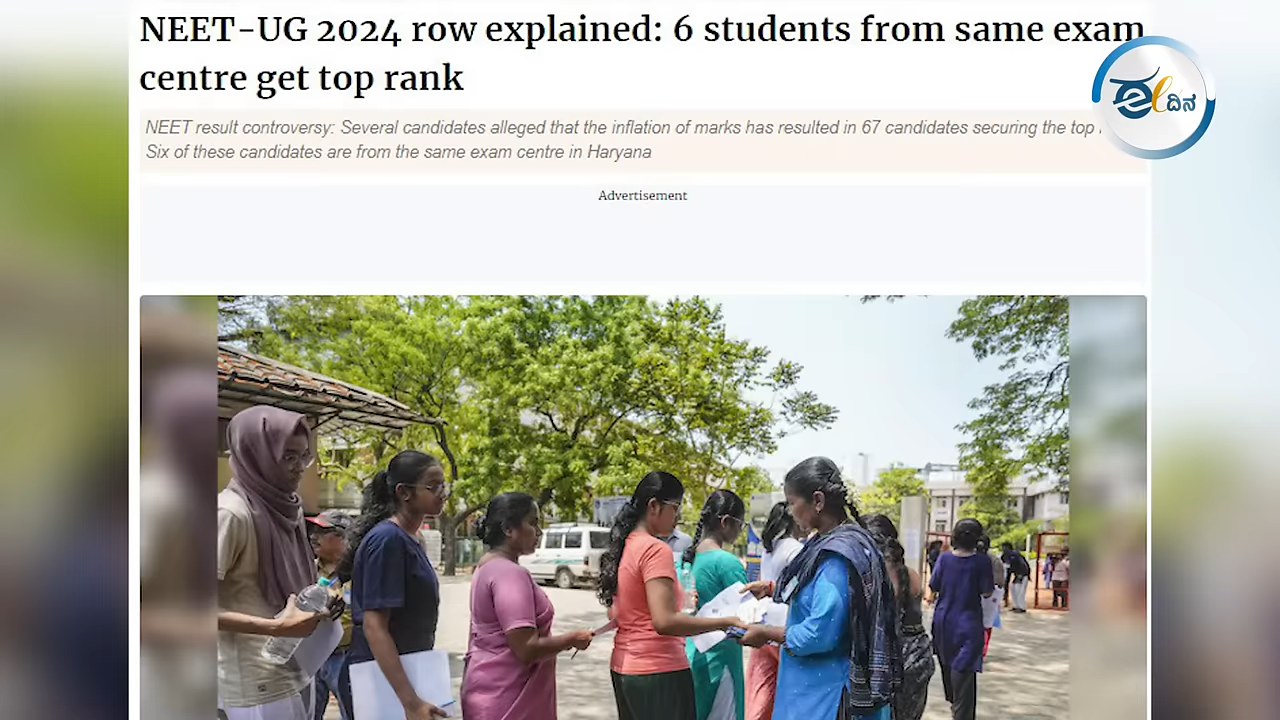 NEET-UG 2024 row explained: 6 students from same exam
centre get top rank
NEET result controversy: Several candidates alleged that the inflation of marks has resulted in 67 candidates securing the top
Six of these candidates are from the same exam centre in Haryana
ಈ ದಿನ
Advertisement